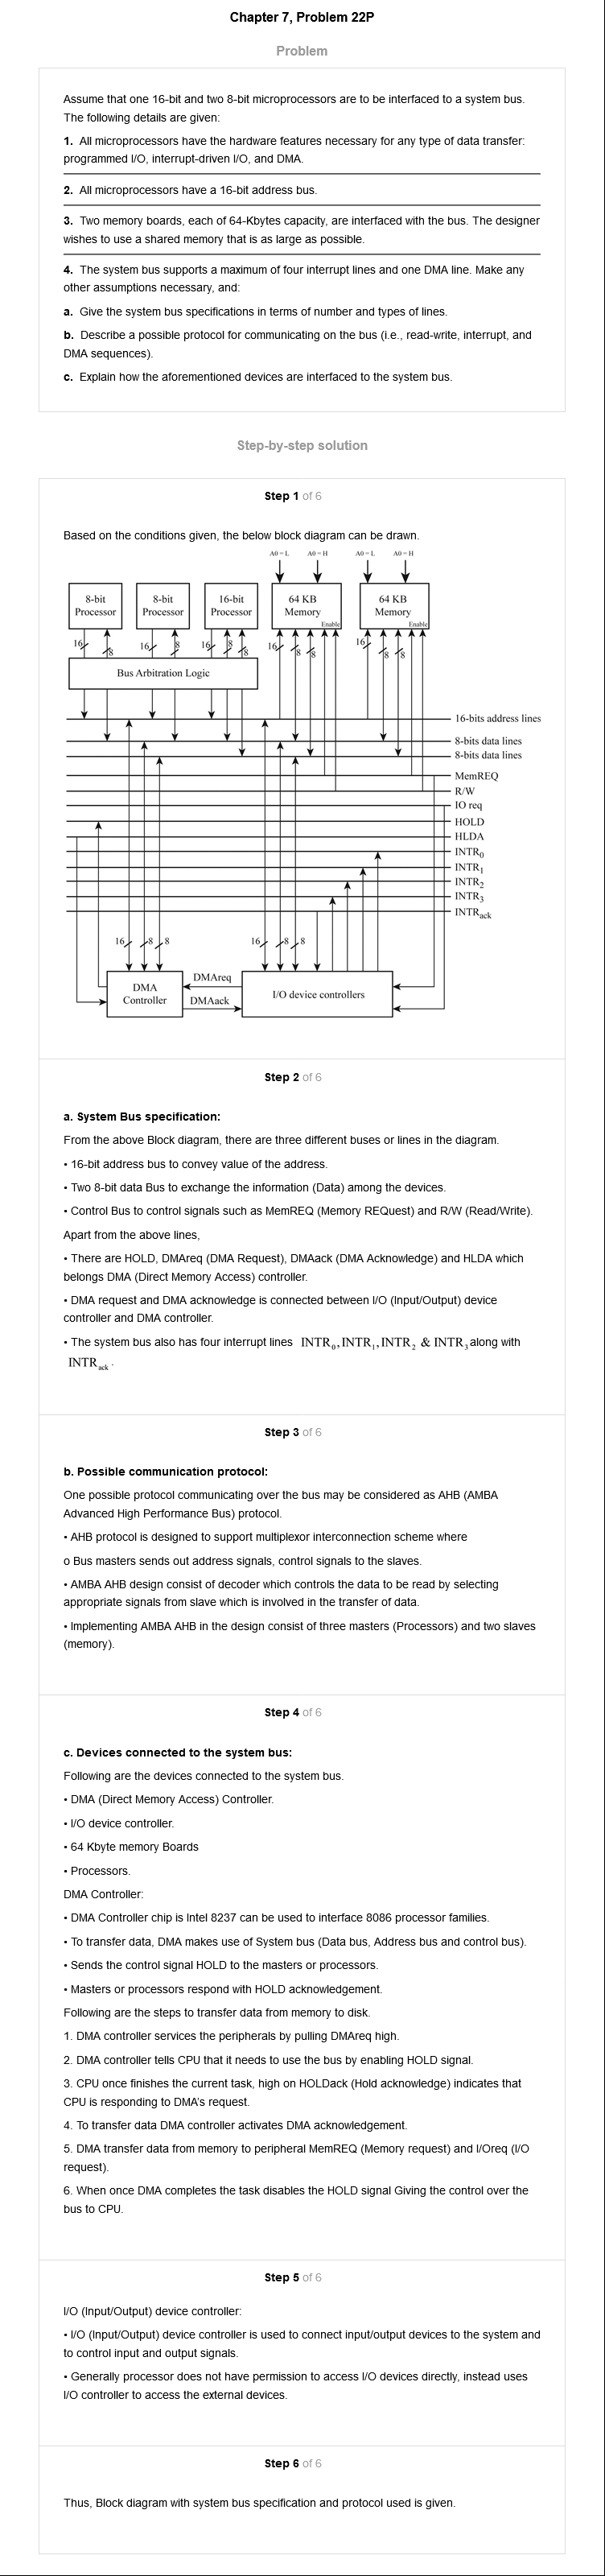 Chapter 7, Problem 22P
Problem
Assume that one 16-bit and two 8-bit microprocessors are to be interfaced to a system bus.
The following details are given:
1. All microprocessors have the hardware features necessary for any type of data transfer:
programmed I/O, interrupt-driven I/O, and DMA.
2. All microprocessors have a 16-bit address bus.
3. Two memory boards, each of 64-Kbytes capacity, are interfaced with the bus. The designer
wishes to use a shared memory that is as large as possible.
4. The system bus supports a maximum of four interrupt lines and one DMA line. Make any
other assumptions necessary, and:
a. Give the system bus specifications in terms of number and types of lines.
b. Describe a possible protocol for communicating on the bus (i.e., read-write, interrupt, and
DMA sequences).
c. Explain how the aforementioned devices are interfaced to the system bus.
Step-by-step solution
Step 1 of 6
Based on the conditions given, the below block diagram can be drawn.
A0=L A0=H A0=L A0=H
8-bit
Processor
8-bit
Processor
16-bit
Processor
64 KB
Memory
Enable
64 KB
Memory
Enable
16 8 16 8 16 8 8 16 8 8 16 8 8
Bus Arbitration Logic
16-bits address lines
8-bits data lines
8-bits data lines
MemREQ
R/W
IO req
HOLD
HLDA
INTR0
INTR1
INTR2
INTR3
INTRack
16 8 8 16 8 8
DMA
Controller
DMAreq
DMAack
I/O device controllers
Step 2 of 6
a. System Bus specification:
From the above Block diagram, there are three different buses or lines in the diagram.
• 16-bit address bus to convey value of the address.
• Two 8-bit data Bus to exchange the information (Data) among the devices.
• Control Bus to control signals such as MemREQ (Memory REQuest) and R/W (Read/Write).
Apart from the above lines,
• There are HOLD, DMAreq (DMA Request), DMAack (DMA Acknowledge) and HLDA which
belongs DMA (Direct Memory Access) controller.
• DMA request and DMA acknowledge is connected between I/O (Input/Output) device
controller and DMA controller.
• The system bus also has four interrupt lines INTR0, INTR1, INTR2 & INTR3 along with
INTRack.
Step 3 of 6
b. Possible communication protocol:
One possible protocol communicating over the bus may be considered as AHB (AMBA
Advanced High Performance Bus) protocol.
• AHB protocol is designed to support multiplexor interconnection scheme where
o Bus masters sends out address signals, control signals to the slaves.
• AMBA AHB design consist of decoder which controls the data to be read by selecting
appropriate signals from slave which is involved in the transfer of data.
• Implementing AMBA AHB in the design consist of three masters (Processors) and two slaves
(memory).
Step 4 of 6
c. Devices connected to the system bus:
Following are the devices connected to the system bus.
• DMA (Direct Memory Access) Controller.
• I/O device controller.
• 64 Kbyte memory Boards
• Processors.
DMA Controller:
• DMA Controller chip is Intel 8237 can be used to interface 8086 processor families.
• To transfer data, DMA makes use of System bus (Data bus, Address bus and control bus).
• Sends the control signal HOLD to the masters or processors.
• Masters or processors respond with HOLD acknowledgement.
Following are the steps to transfer data from memory to disk.
1. DMA controller services the peripherals by pulling DMAreq high.
2. DMA controller tells CPU that it needs to use the bus by enabling HOLD signal.
3. CPU once finishes the current task, high on HOLDack (Hold acknowledge) indicates that
CPU is responding to DMA's request.
4. To transfer data DMA controller activates DMA acknowledgement.
5. DMA transfer data from memory to peripheral MemREQ (Memory request) and I/Oreq (I/O
request).
6. When once DMA completes the task disables the HOLD signal Giving the control over the
bus to CPU.
Step 5 of 6
I/O (Input/Output) device controller:
• I/O (Input/Output) device controller is used to connect input/output devices to the system and
to control input and output signals.
• Generally processor does not have permission to access I/O devices directly, instead uses
I/O controller to access the external devices.
Step 6 of 6
Thus, Block diagram with system bus specification and protocol used is given.